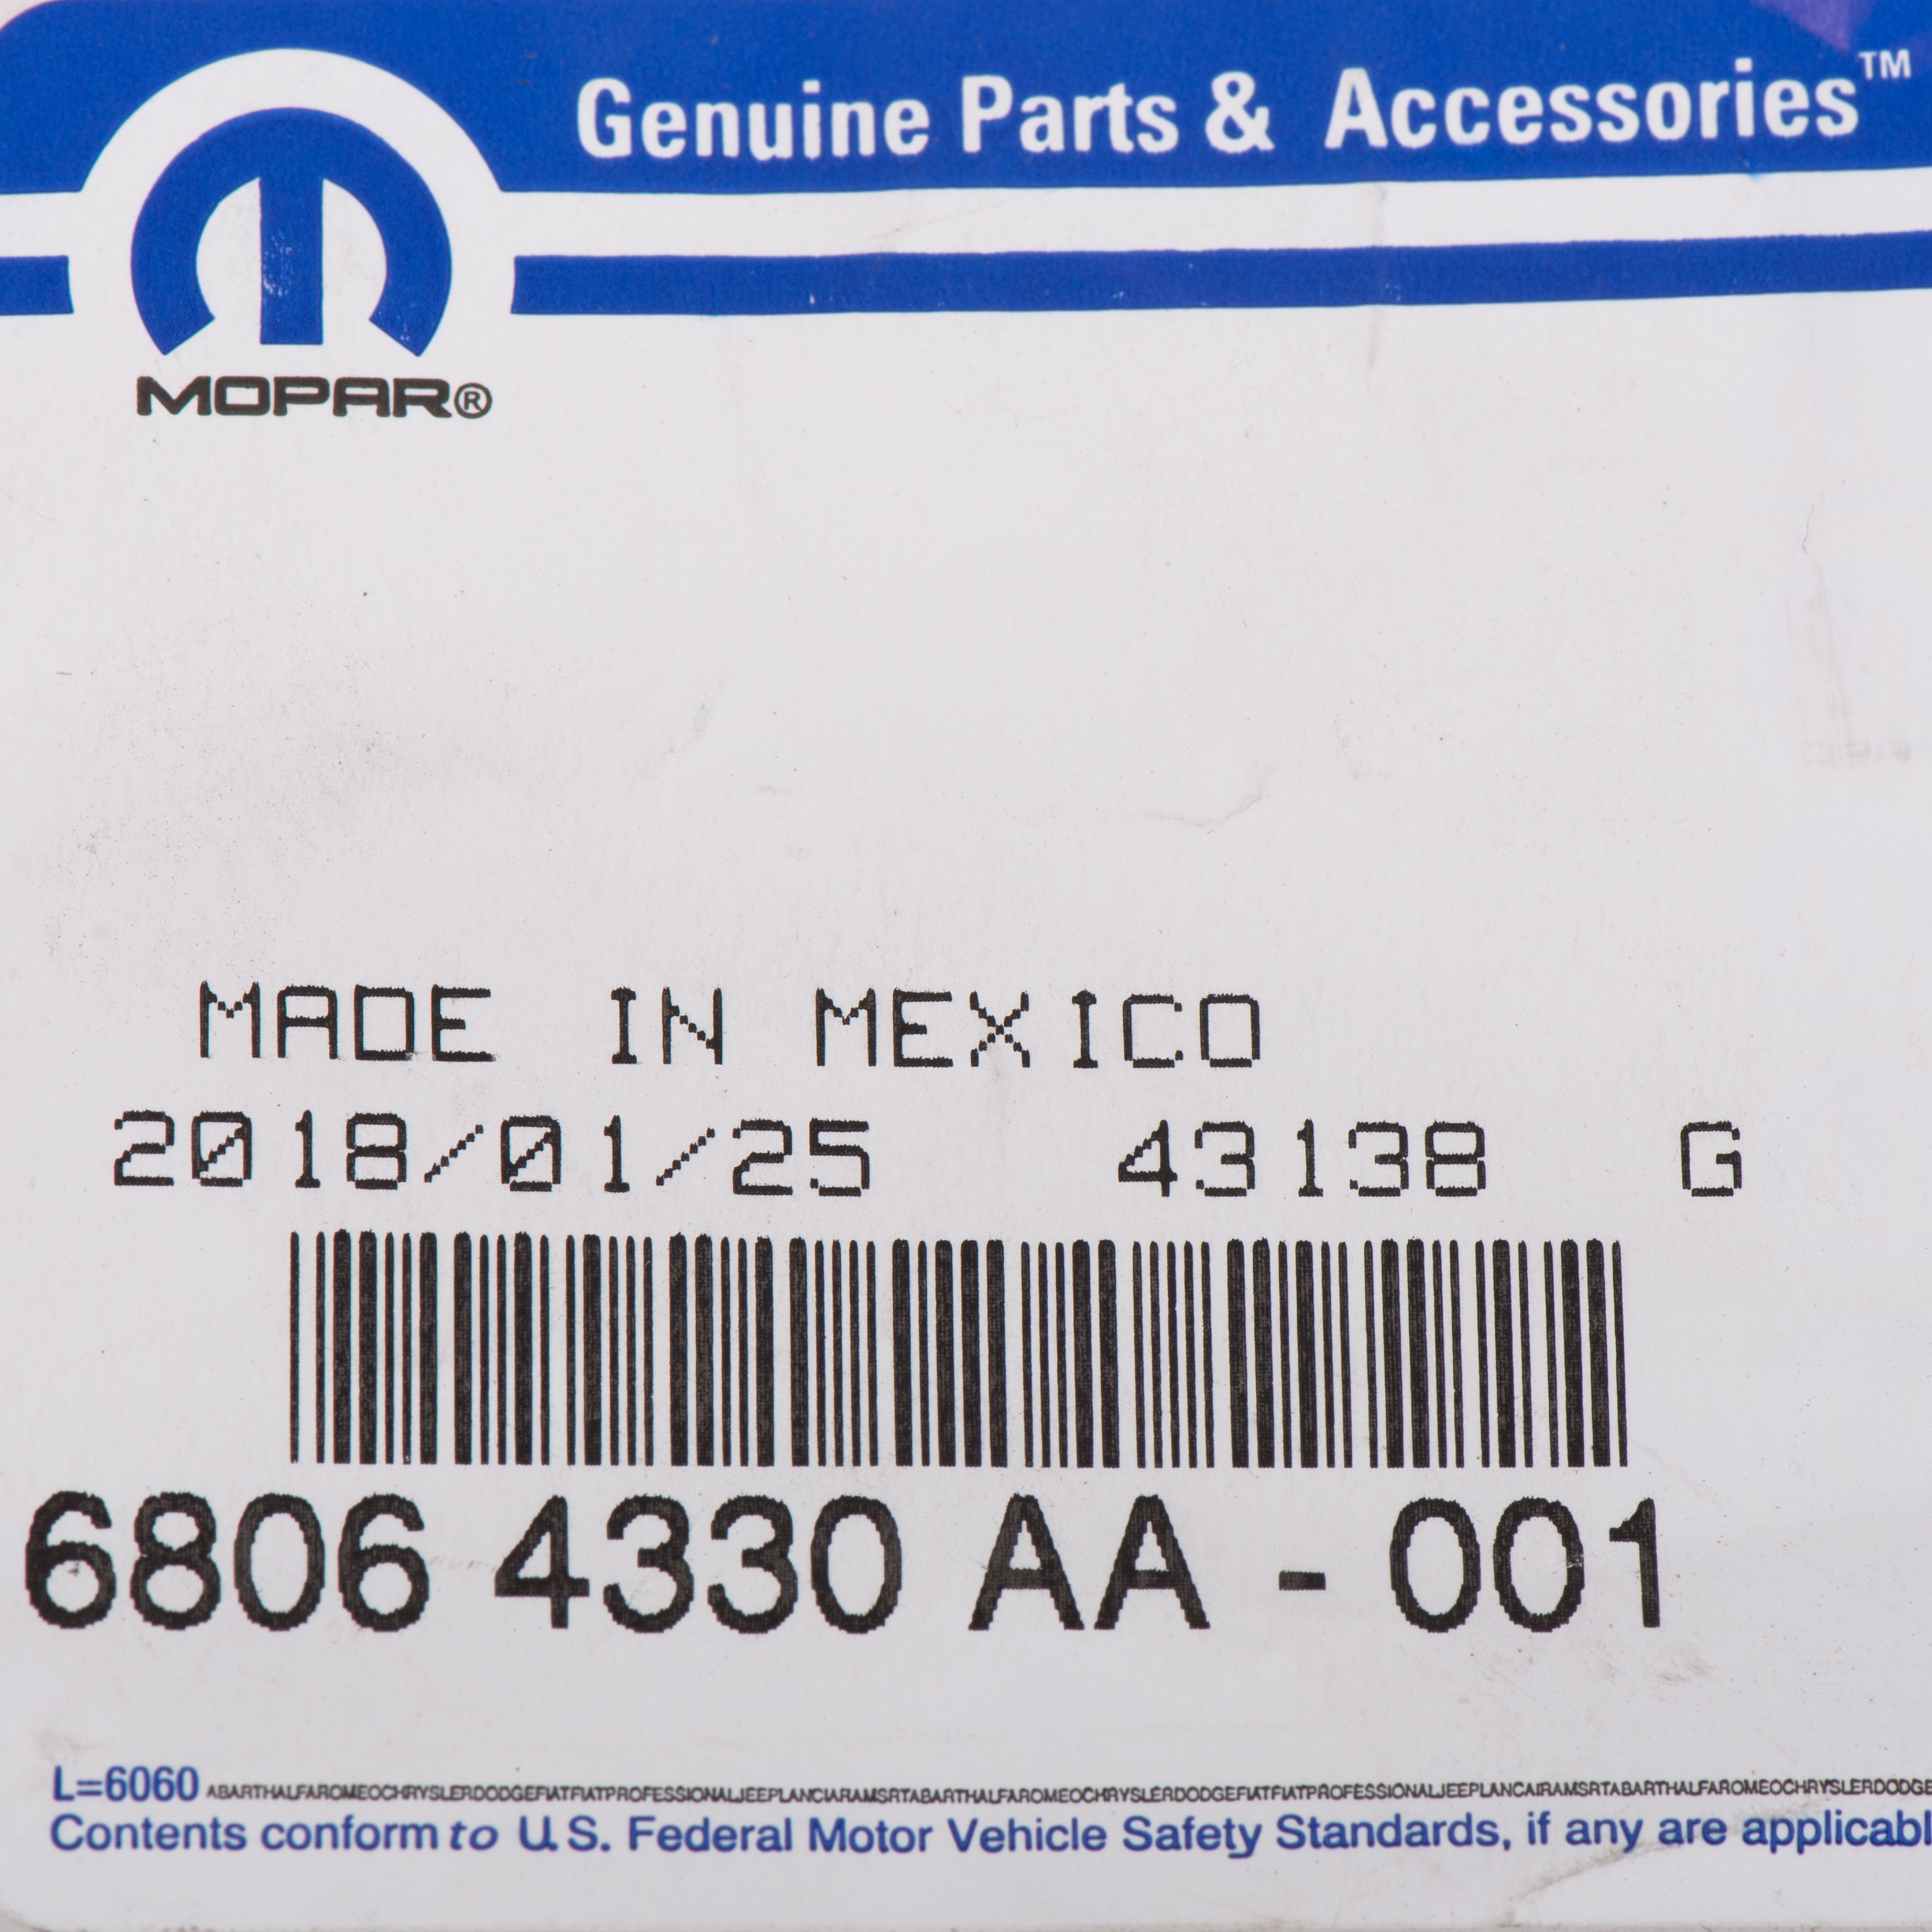 Genuine Parts & Accessories™
MOPAR®
MADE IN MEXICO
2018/01/25 43138 G
6806 4330 AA - 001
L=6060 ABARTHALFAROMEOCHRYSLERDODGEFIATFIATPROFESSIONALJEEPLANCIARAMSRTABARTHALFAROMEOCHRYSLERDODGEFIATFIATPROFESSIONALJEEPLANCAIRAMSRTABARTHALFAROMEOCHRYSLERDODGE
Contents conform to U.S. Federal Motor Vehicle Safety Standards, if any are applicabl